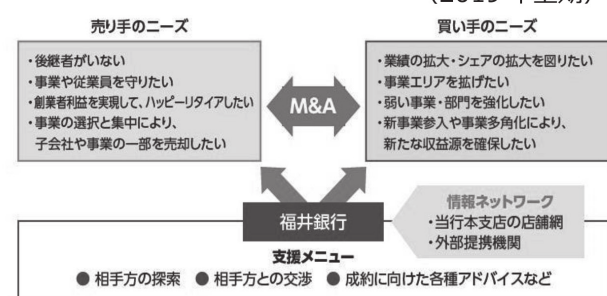 売り手のニーズ
・後継者がいない
・事業や従業員を守りたい
・創業者利益を実現して、ハッピーリタイアしたい
・事業の選択と集中により、
子会社や事業の一部を売却したい
M&A
買い手のニーズ
・業績の拡大・シェアの拡大を図りたい
・事業エリアを拡げたい
・弱い事業・部門を強化したい
・新事業参入や事業多角化により、
新たな収益源を確保したい
福井銀行
情報ネットワーク
・当行本支店の店舗網
・外部提携機関
支援メニュー
● 相手方の探索 ● 相手方との交渉 ● 成約に向けた各種アドバイスなど